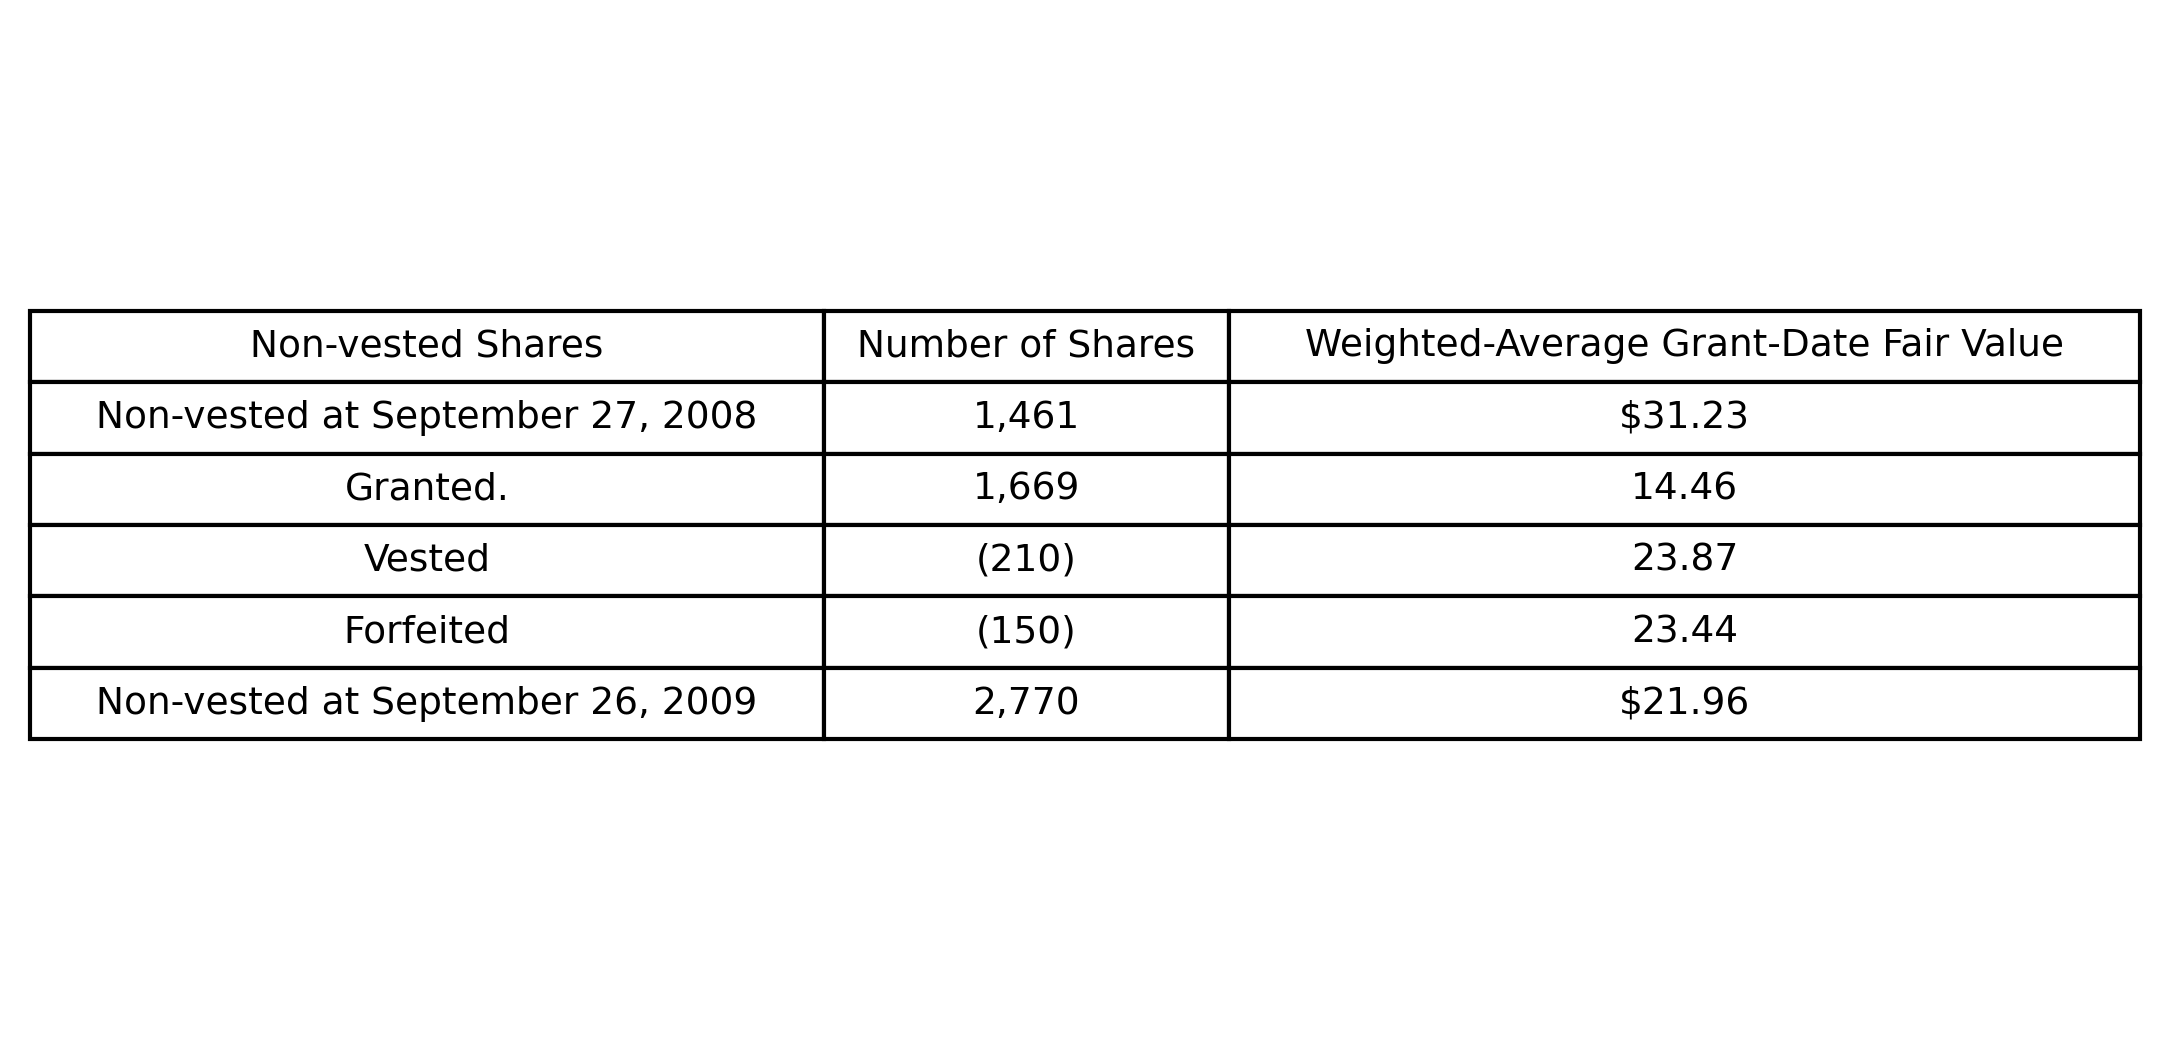 Non-vested Shares Number of Shares Weighted-Average Grant-Date Fair Value
Non-vested at September 27, 2008 1,461 $31.23
Granted. 1,669 14.46
Vested (210) 23.87
Forfeited (150) 23.44
Non-vested at September 26, 2009 2,770 $21.96